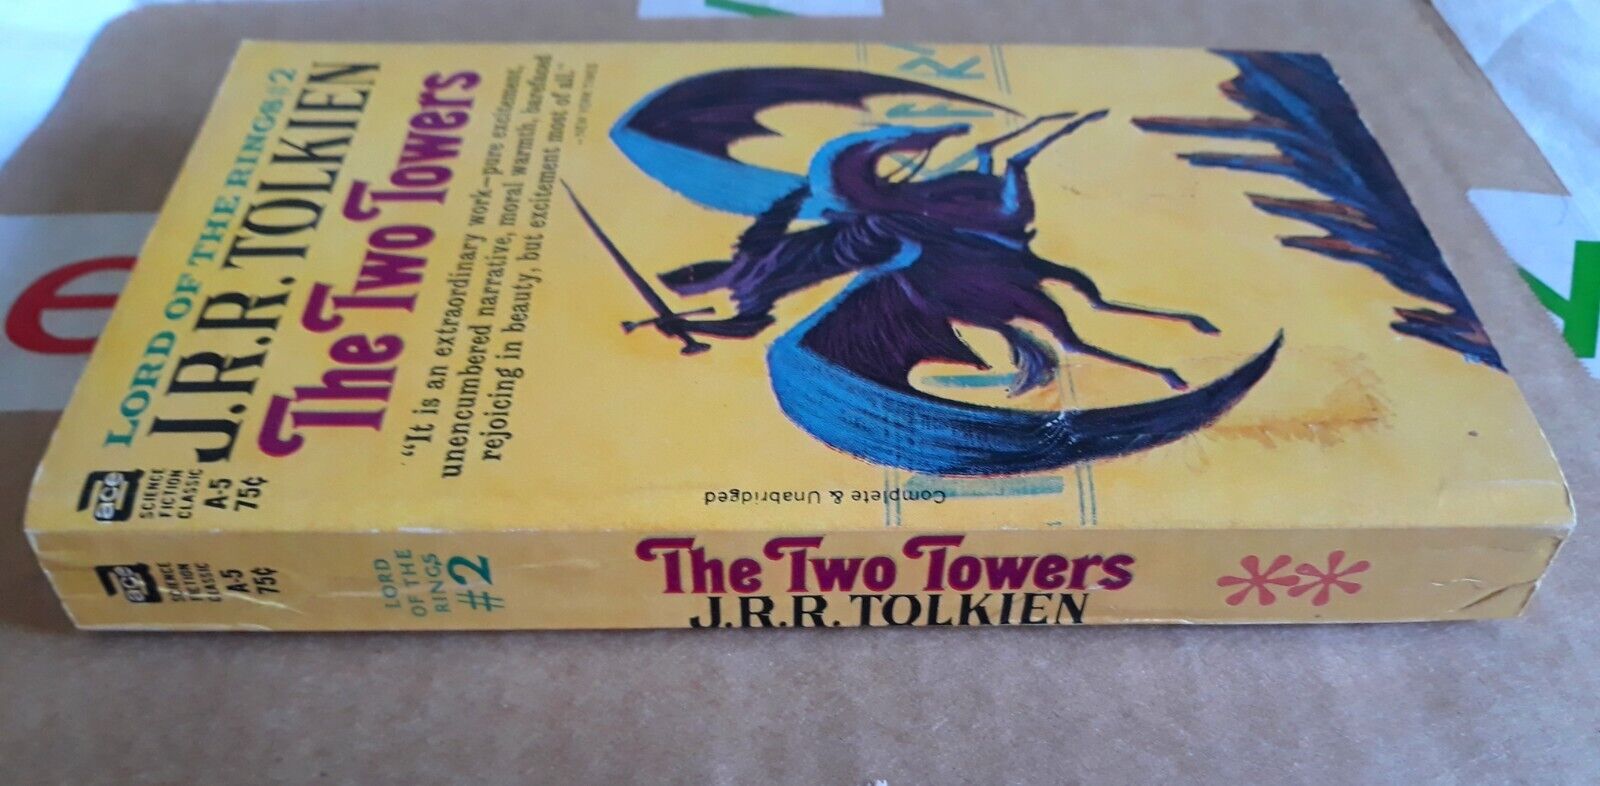 LORD OF THE RINGS #2
J.R.R. TOLKIEN
The Two Towers
"It is an extraordinary work—pure excitement,
unencumbered narrative, moral warmth, barefaced
rejoicing in beauty, but excitement most of all."
—NEW YORK TIMES
ace
SCIENCE
FICTION
CLASSIC
A-5
75¢
Complete & Unabridged
ace
SCIENCE
FICTION
CLASSIC
A-5
75¢
LORD
OF THE
RINGS
#2
The Two Towers
J.R.R. TOLKIEN
**